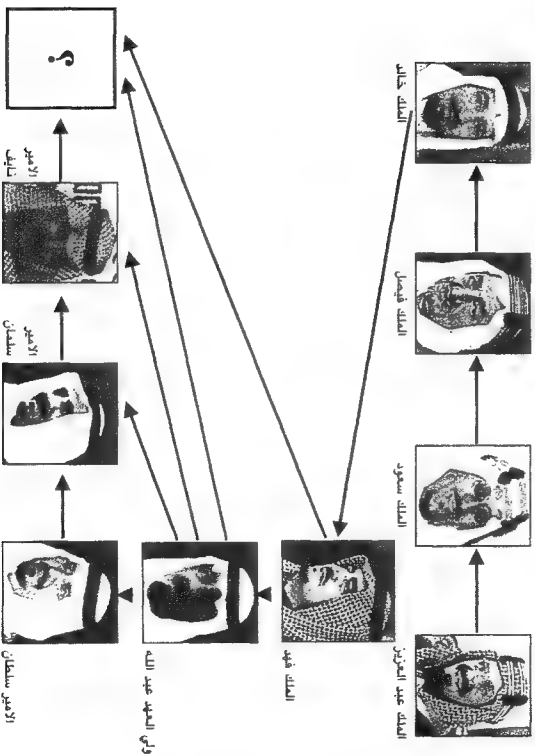 الملك عبد العزيز
الملك سعود
الملك فيصل
الملك خالد
الملك فهد
ولي العهد عبد الله
الامير سلطان
الامير
سلمان
الامير
نايف
؟